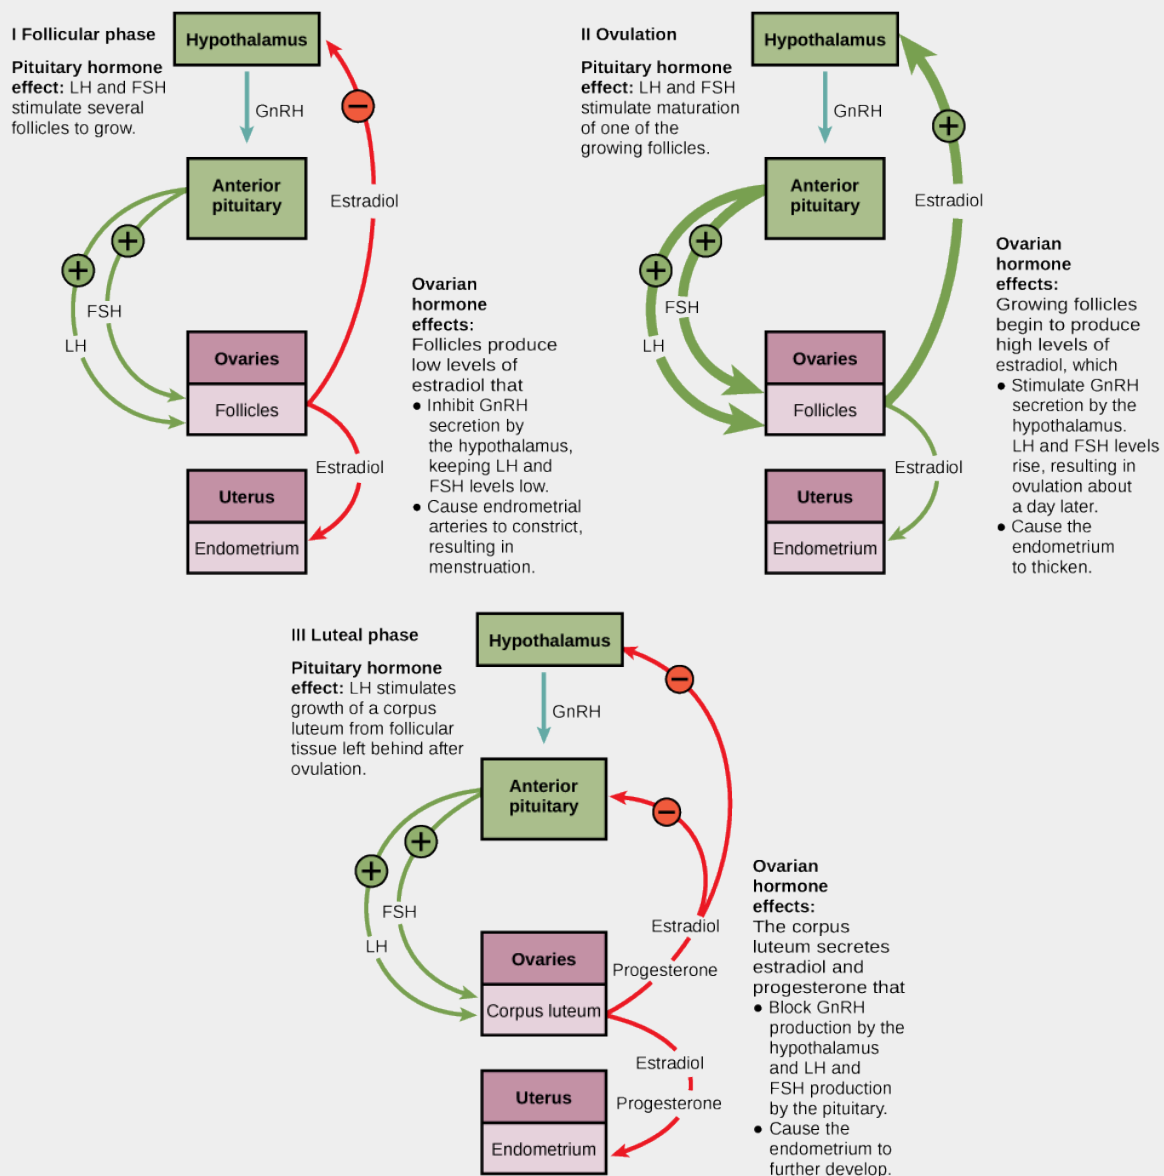 I Follicular phase
Pituitary hormone
effect: LH and FSH
stimulate several
follicles to grow.
Hypothalamus
GnRH
−
Anterior
pituitary
Estradiol
+
+
FSH
LH
Ovaries
Follicles
Estradiol
Uterus
Endometrium
Ovarian
hormone
effects:
Follicles produce
low levels of
estradiol that
● Inhibit GnRH
secretion by
the hypothalamus,
keeping LH and
FSH levels low.
● Cause endrometrial
arteries to constrict,
resulting in
menstruation.
II Ovulation
Pituitary hormone
effect: LH and FSH
stimulate maturation
of one of the
growing follicles.
Hypothalamus
GnRH
+
Anterior
pituitary
Estradiol
+
+
FSH
LH
Ovaries
Follicles
Estradiol
Uterus
Endometrium
Ovarian
hormone
effects:
Growing follicles
begin to produce
high levels of
estradiol, which
● Stimulate GnRH
secretion by the
hypothalamus.
LH and FSH levels
rise, resulting in
ovulation about
a day later.
● Cause the
endometrium
to thicken.
III Luteal phase
Pituitary hormone
effect: LH stimulates
growth of a corpus
luteum from follicular
tissue left behind after
ovulation.
Hypothalamus
−
GnRH
Anterior
pituitary
−
+
+
FSH
LH
Estradiol
Progesterone
Ovaries
Corpus luteum
Estradiol
Progesterone
Uterus
Endometrium
Ovarian
hormone
effects:
The corpus
luteum secretes
estradiol and
progesterone that
● Block GnRH
production by the
hypothalamus
and LH and
FSH production
by the pituitary.
● Cause the
endometrium to
further develop.